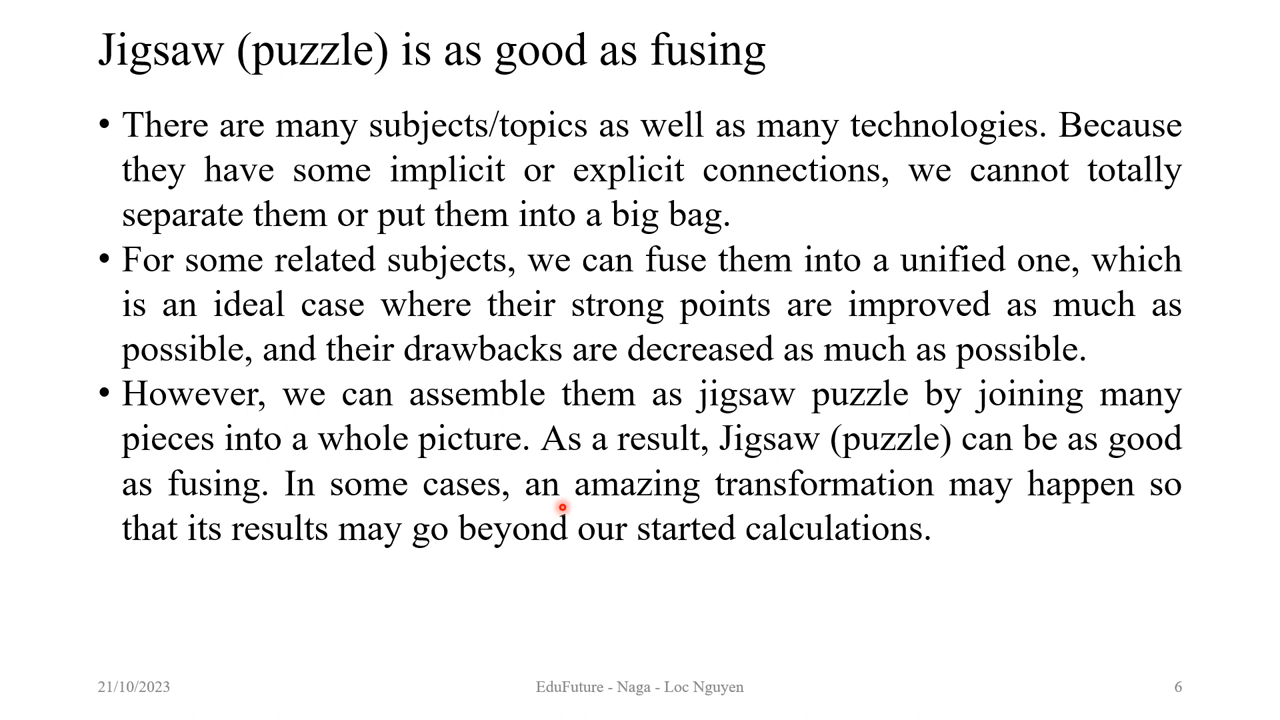 Jigsaw (puzzle) is as good as fusing
• There are many subjects/topics as well as many technologies. Because
they have some implicit or explicit connections, we cannot totally
separate them or put them into a big bag.
• For some related subjects, we can fuse them into a unified one, which
is an ideal case where their strong points are improved as much as
possible, and their drawbacks are decreased as much as possible.
• However, we can assemble them as jigsaw puzzle by joining many
pieces into a whole picture. As a result, Jigsaw (puzzle) can be as good
as fusing. In some cases, an amazing transformation may happen so
that its results may go beyond our started calculations.
21/10/2023
EduFuture - Naga - Loc Nguyen
6